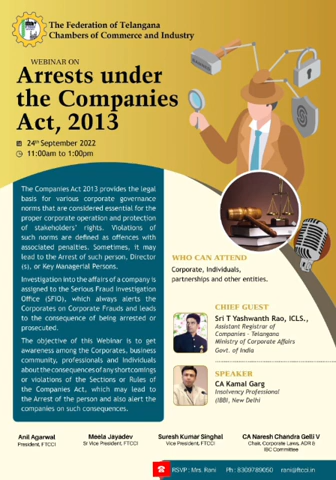 The Federation of Telangana
Chambers of Commerce and Industry
WEBINAR ON
Arrests under
the Companies
Act, 2013
24th September 2022
11:00am to 1:00pm
The Companies Act 2013 provides the legal
basis for various corporate governance
norms that are considered essential for the
proper corporate operation and protection
of stakeholders' rights. Violations of
such norms are defined as offences with
associated penalties. Sometimes, it may
lead to the Arrest of such person, Director
(s), or Key Managerial Persons.
Investigation into the affairs of a company is
assigned to the Serious Fraud Investigation
Office (SFIO), which always alerts the
Corporates on Corporate Frauds and leads
to the consequence of being arrested or
prosecuted.
The objective of this Webinar is to get
awareness among the Corporates, business
community, professionals and Individuals
about the consequences of any shortcomings
or violations of the Sections or Rules of
the Companies Act, which may lead to
the Arrest of the person and also alert the
companies on such consequences.
WHO CAN ATTEND
Corporate, Individuals,
partnerships and other entities.
CHIEF GUEST
Sri T Yashwanth Rao, ICLS.,
Assistant Registrar of
Companies - Telangana
Ministry of Corporate Affairs
Govt. of India
SPEAKER
CA Kamal Garg
Insolvency Professional
(IBBI), New Delhi
Anil Agarwal
President, FTCCI
Meela Jayadev
Sr Vice President, FTCCI
Suresh Kumar Singhal
Vice President, FTCCI
CA Naresh Chandra Gelli V
Chair, Corporate Laws, ADR &
IBC Committee
RSVP : Mrs. Rani Ph : 8309789050 rani@ftcci.in